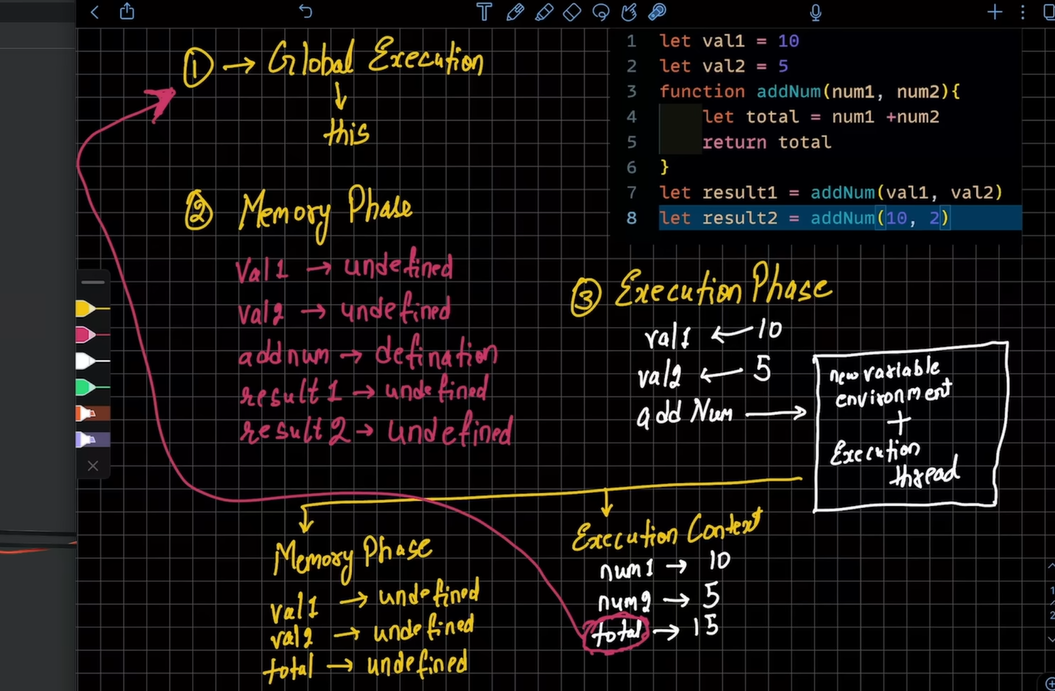 ① → Global Execution
↓
this
② Memory Phase
Val1 → undefined
val2 → undefined
addnum → defination
result1 → undefined
result2 → undefined
1 let val1 = 10
2 let val2 = 5
3 function addNum(num1, num2){
4 let total = num1 +num2
5 return total
6 }
7 let result1 = addNum(val1, val2)
8 let result2 = addNum(10, 2)
③ Execution Phase
val1 ← 10
val2 ← 5
addNum →
new variable
environment
+
Execution
thread
Memory Phase
val1 → undefined
val2 → undefined
total → undefined
Execution Context
num1 → 10
num2 → 5
total → 15